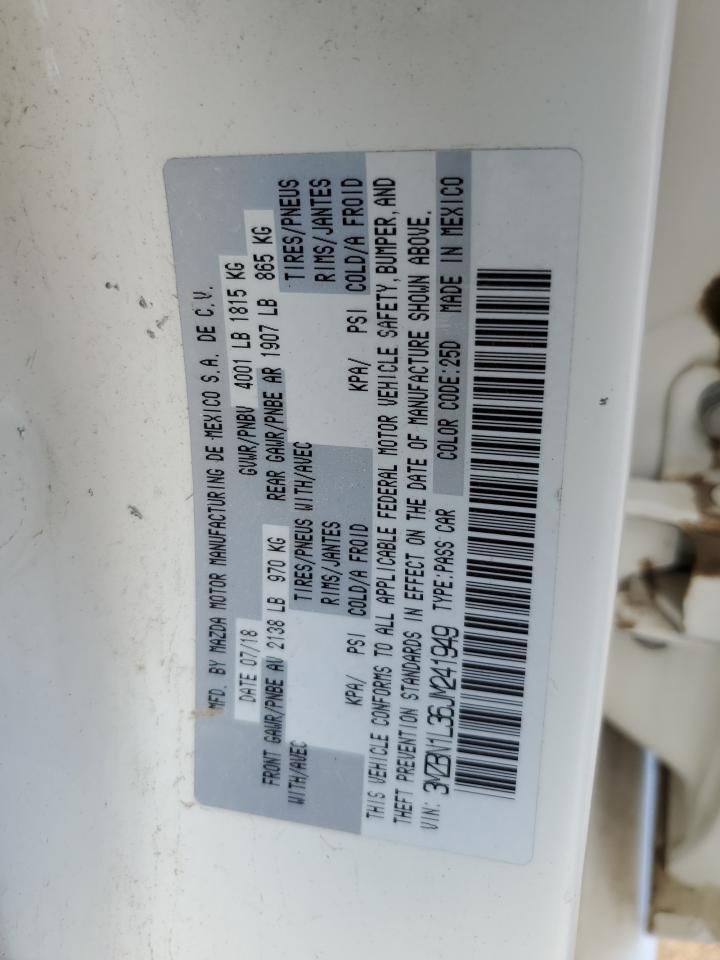 MFD. BY MAZDA MOTOR MANUFACTURING DE MEXICO S.A. DE C.V.
DATE 07/18 GVWR/PNBV 4001 LB 1815 KG
FRONT GAWR/PNBE AV 2138 LB 970 KG REAR GAWR/PNBE AR 1907 LB 865 KG
WITH/AVEC TIRES/PNEUS WITH/AVEC TIRES/PNEUS
RIMS/JANTES RIMS/JANTES
KPA/ PSI COLD/A FROID KPA/ PSI COLD/A FROID
THIS VEHICLE CONFORMS TO ALL APPLICABLE FEDERAL MOTOR VEHICLE SAFETY, BUMPER, AND
THEFT PREVENTION STANDARDS IN EFFECT ON THE DATE OF MANUFACTURE SHOWN ABOVE.
VIN: 3MZBN1L36JM241949 TYPE:PASS CAR COLOR CODE:25D MADE IN MEXICO